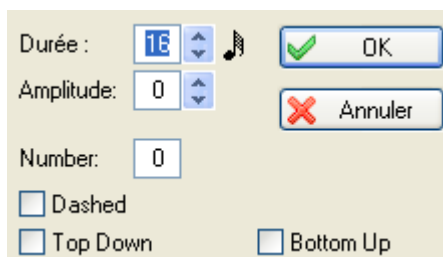 Durée : 16 OK
Amplitude: 0 Annuler
Number: 0
Dashed
Top Down Bottom Up